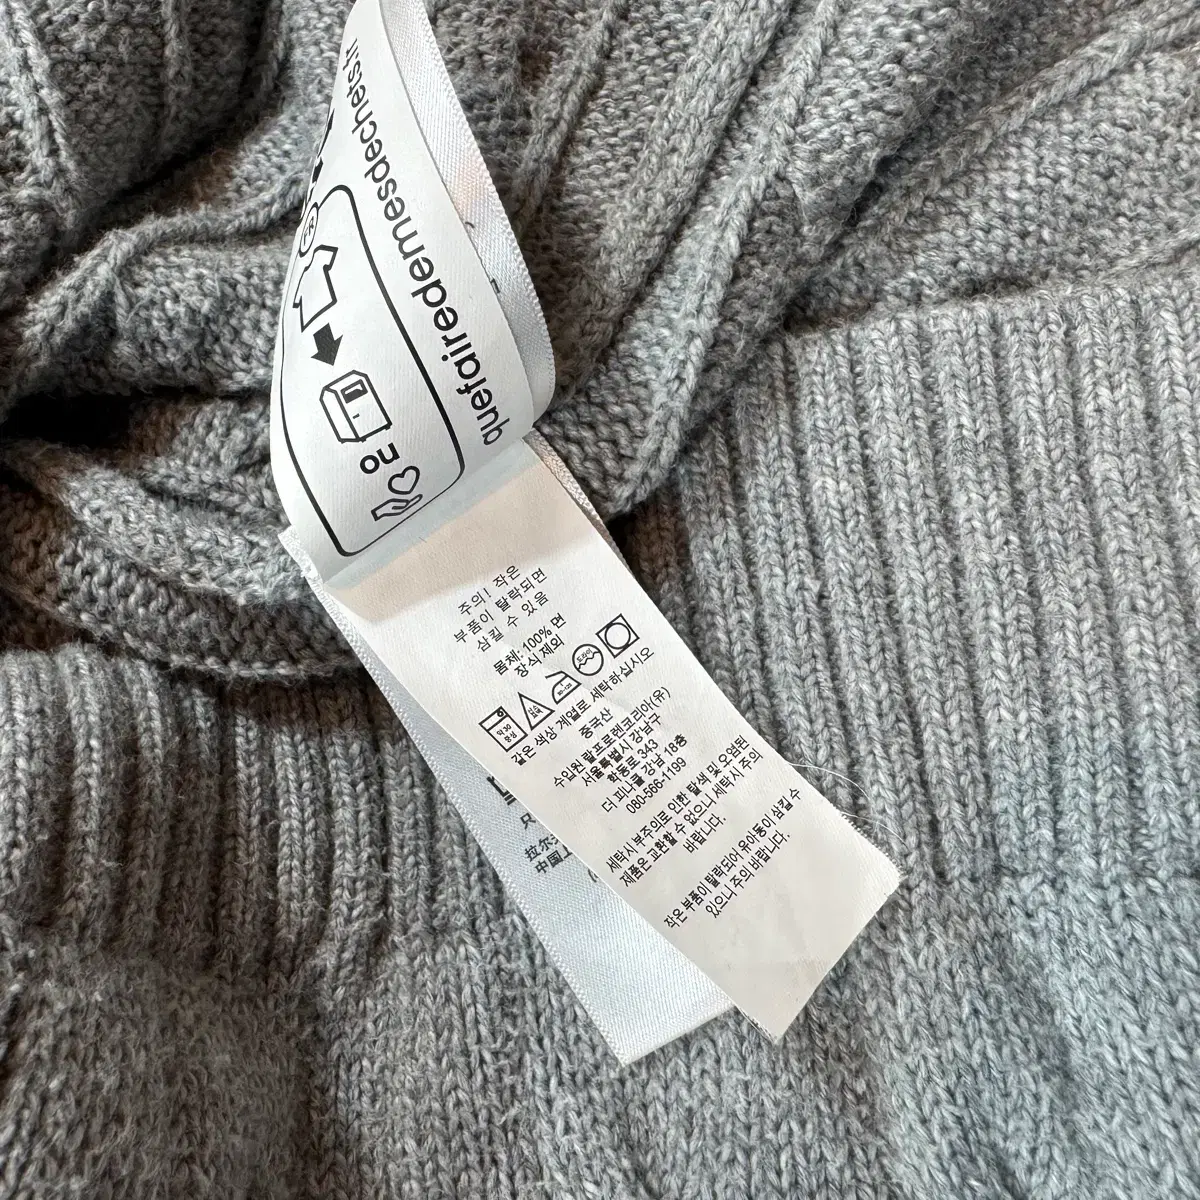 quefairedemesdechets.fr
OU
주의! 작은
부품이 탈락되면
삼킬 수 있음
몸체: 100% 면
장식 제외
같은 색상 계열로 세탁하십시오
중국산
수입원 랄프로렌코리아(유)
서울특별시 강남구
학동로 343
더 피나클 강남 18층
080-566-1199
세탁시 부주의로 인한 탈색 및 오염된
제품은 교환할 수 없으니 세탁시 주의
바랍니다.
작은 부품이 탈락되어 유아동이 삼킬 수
있으니 주의 바랍니다.
只
拉尔
中国上